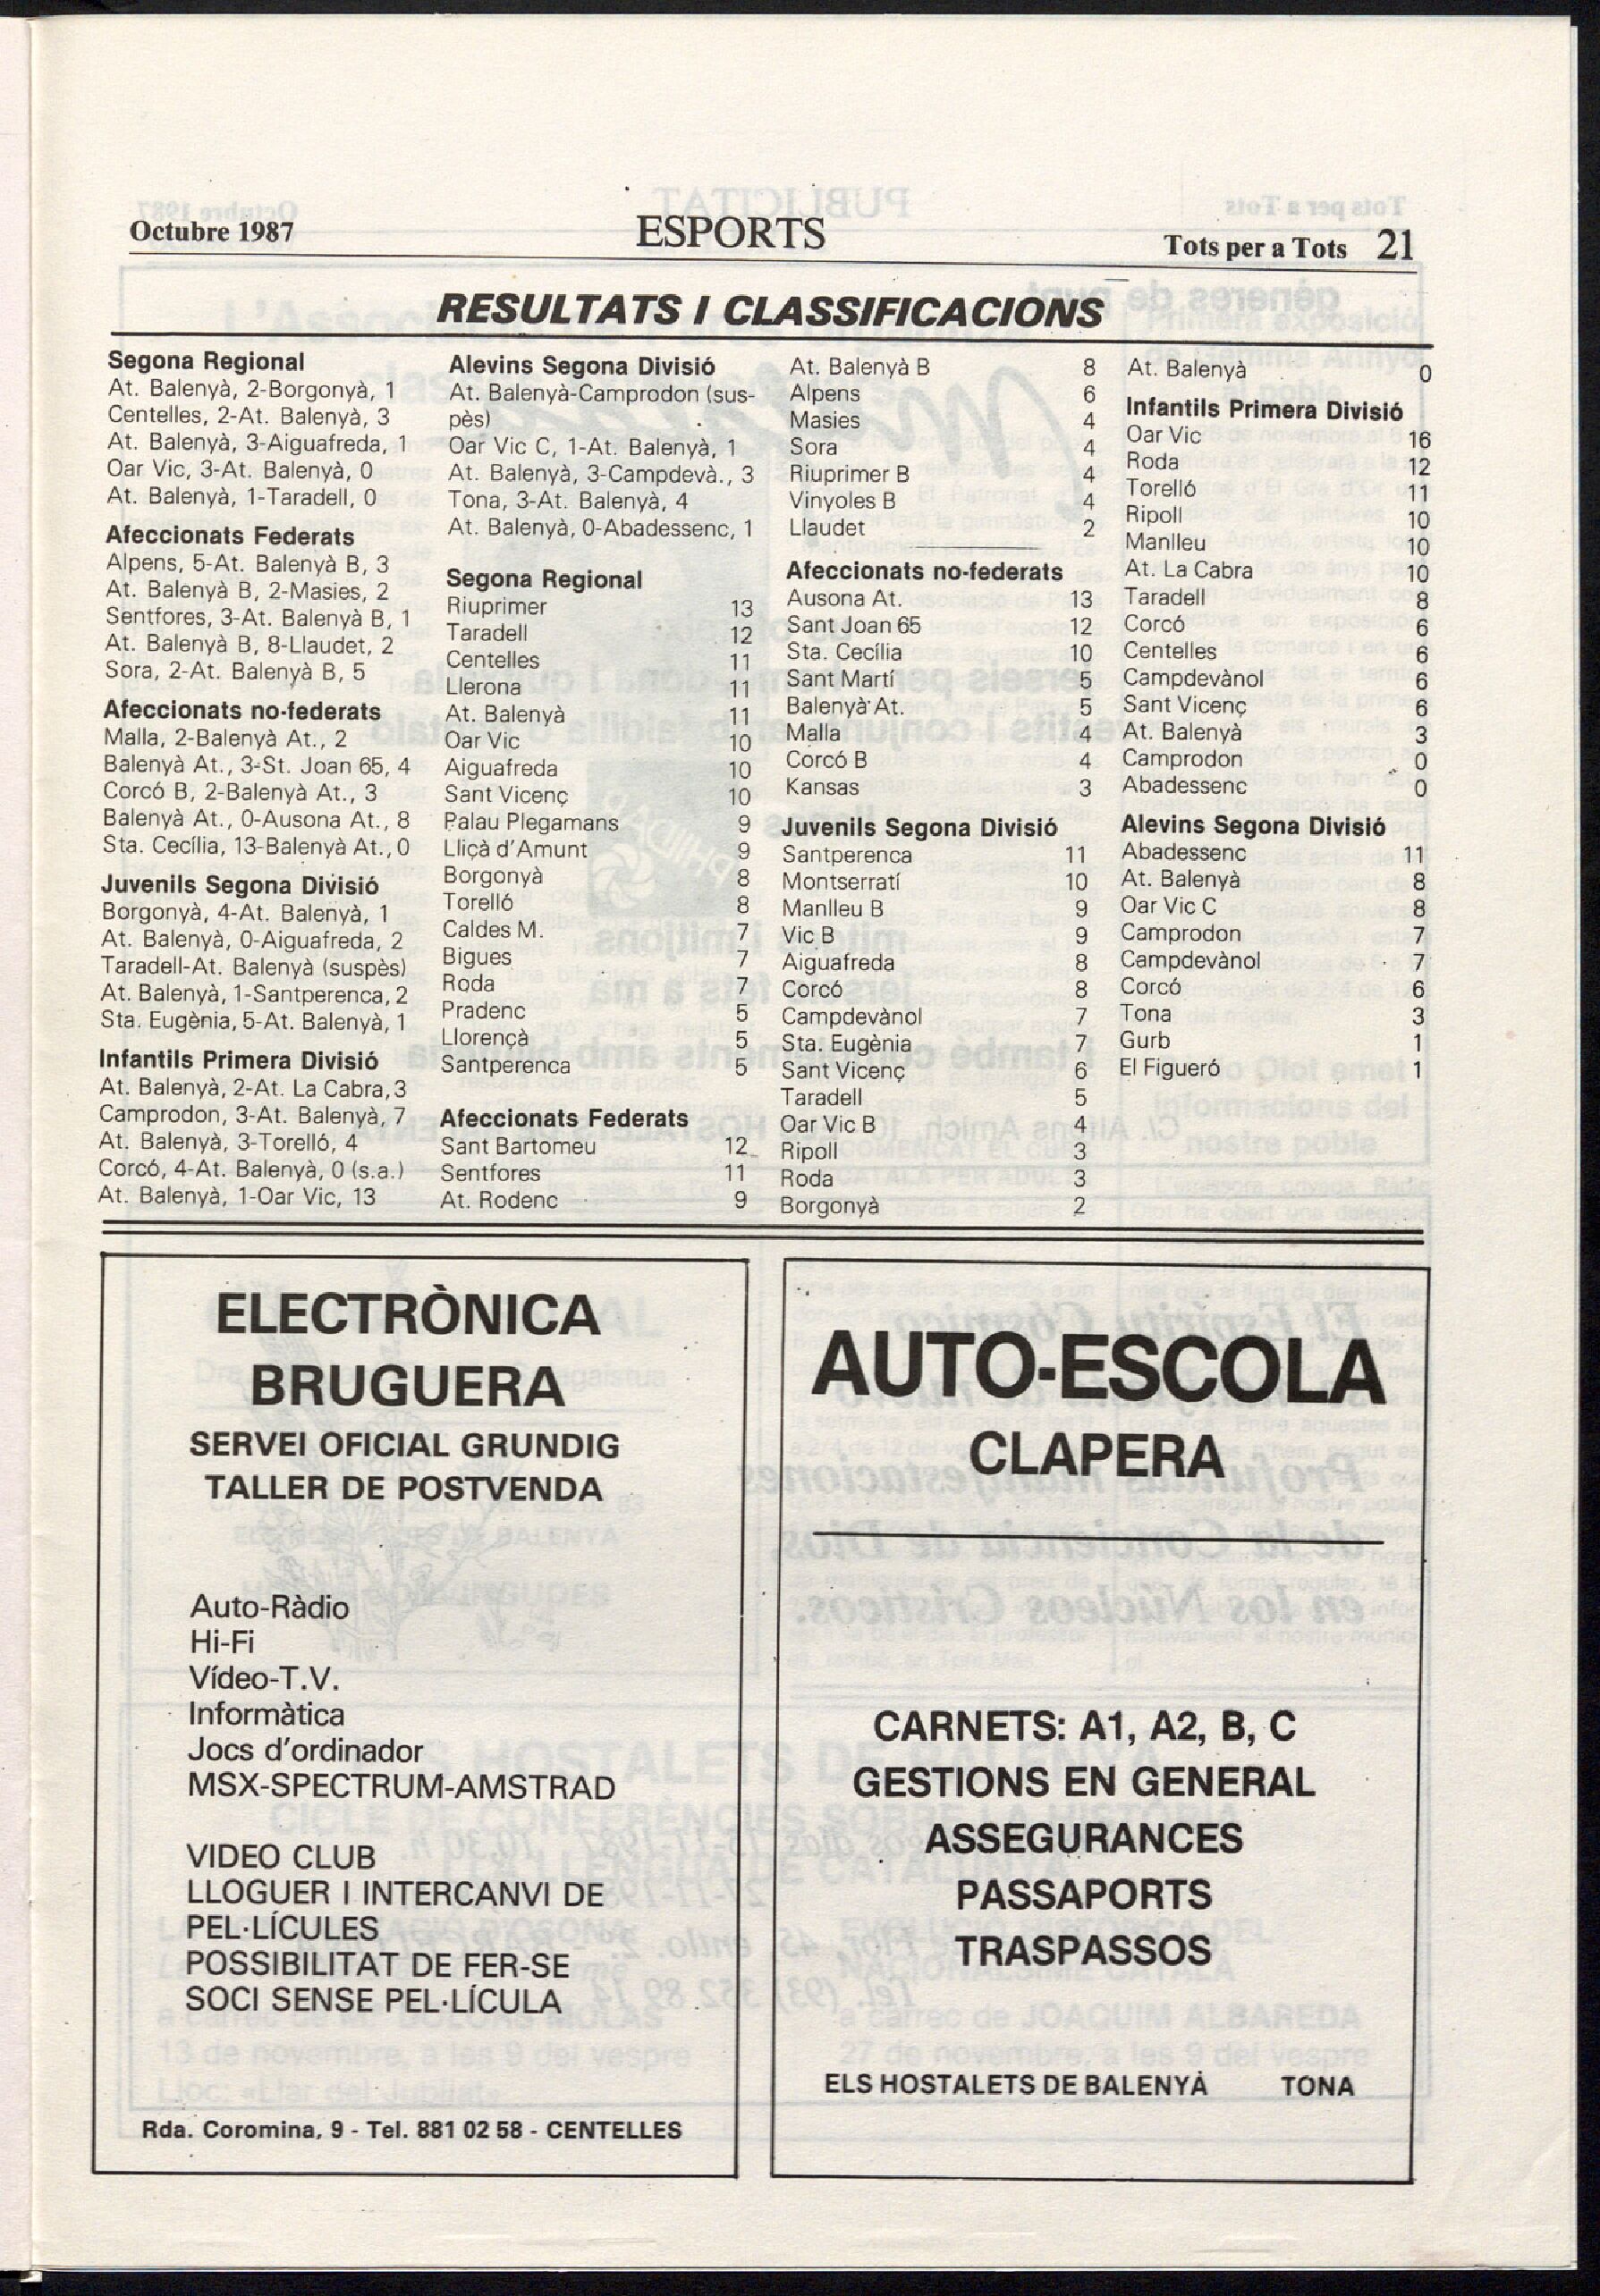 Octubre 1987
ESPORTS
Tots per a Tots 21
RESULTATS I CLASSIFICACIONS
Segona Regional
At. Balenyà, 2-Borgonyà, 1
Centelles, 2-At. Balenyà, 3
At. Balenyà, 3-Aiguafreda, 1
Oar Vic, 3-At. Balenyà, 0
At. Balenyà, 1-Taradell, 0
Afeccionats Federats
Alpens, 5-At. Balenyà B, 3
At. Balenyà B, 2-Masies, 2
Sentfores, 3-At. Balenyà B, 1
At. Balenyà B, 8-Llaudet, 2
Sora, 2-At. Balenyà B, 5
Afeccionats no-federats
Malla, 2-Balenyà At., 2
Balenyà At., 3-St. Joan 65, 4
Corcó B, 2-Balenyà At., 3
Balenyà At., 0-Ausona At., 8
Sta. Cecília, 13-Balenyà At., 0
Juvenils Segona Divisió
Borgonyà, 4-At. Balenyà, 1
At. Balenyà, 0-Aiguafreda, 2
Taradell-At. Balenyà (suspès)
At. Balenyà, 1-Santperenca, 2
Sta. Eugènia, 5-At. Balenyà, 1
Infantils Primera Divisió
At. Balenyà, 2-At. La Cabra, 3
Camprodon, 3-At. Balenyà, 7
At. Balenyà, 3-Torelló, 4
Corcó, 4-At. Balenyà, 0 (s.a.)
At. Balenyà, 1-Oar Vic, 13
Alevins Segona Divisió
At. Balenyà-Camprodon (sus-
pès)
Oar Vic C, 1-At. Balenyà, 1
At. Balenyà, 3-Campdevà., 3
Tona, 3-At. Balenyà, 4
At. Balenyà, 0-Abadessenc, 1
Segona Regional
Riuprimer 13
Taradell 12
Centelles 11
Llerona 11
At. Balenyà 11
Oar Vic 10
Aiguafreda 10
Sant Vicenç 10
Palau Plegamans 9
Lliçà d'Amunt 9
Borgonyà 8
Torelló 8
Caldes M. 7
Bigues 7
Roda 7
Pradenc 5
Llorençà 5
Santperenca 5
Afeccionats Federats
Sant Bartomeu 12
Sentfores 11
At. Rodenc 9
At. Balenyà B 8
Alpens 6
Masies 4
Sora 4
Riuprimer B 4
Vinyoles B 4
Llaudet 2
Afeccionats no-federats
Ausona At. 13
Sant Joan 65 12
Sta. Cecília 10
Sant Martí 5
Balenyà At. 5
Malla 4
Corcó B 4
Kansas 3
Juvenils Segona Divisió
Santperenca 11
Montserratí 10
Manlleu B 9
Vic B 9
Aiguafreda 8
Corcó 8
Campdevànol 7
Sta. Eugènia 7
Sant Vicenç 6
Taradell 5
Oar Vic B 4
Ripoll 3
Roda 3
Borgonyà 2
At. Balenyà 0
Infantils Primera Divisió
Oar Vic 16
Roda 12
Torelló 11
Ripoll 10
Manlleu 10
At. La Cabra 10
Taradell 8
Corcó 6
Centelles 6
Campdevànol 6
Sant Vicenç 6
At. Balenyà 3
Camprodon 0
Abadessenc 0
Alevins Segona Divisió
Abadessenc 11
At. Balenyà 8
Oar Vic C 8
Camprodon 7
Campdevànol 7
Corcó 6
Tona 3
Gurb 1
El Figueró 1
ELECTRÒNICA
BRUGUERA
SERVEI OFICIAL GRUNDIG
TALLER DE POSTVENDA
Auto-Ràdio
Hi-Fi
Vídeo-T.V.
Informàtica
Jocs d'ordinador
MSX-SPECTRUM-AMSTRAD
VIDEO CLUB
LLOGUER I INTERCANVI DE
PEL·LÍCULES
POSSIBILITAT DE FER-SE
SOCI SENSE PEL·LÍCULA
Rda. Coromina, 9 - Tel. 881 02 58 - CENTELLES
AUTO-ESCOLA
CLAPERA
CARNETS: A1, A2, B, C
GESTIONS EN GENERAL
ASSEGURANCES
PASSAPORTS
TRASPASSOS
ELS HOSTALETS DE BALENYÀ TONA